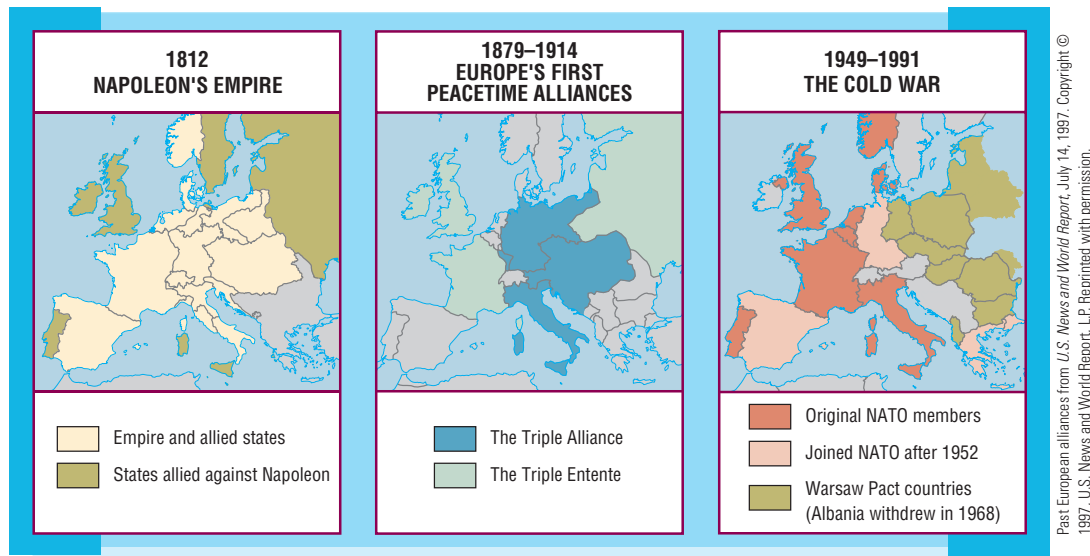 1812
NAPOLEON'S EMPIRE
Empire and allied states
States allied against Napoleon
1879–1914
EUROPE'S FIRST
PEACETIME ALLIANCES
The Triple Alliance
The Triple Entente
1949–1991
THE COLD WAR
Original NATO members
Joined NATO after 1952
Warsaw Pact countries
(Albania withdrew in 1968)
Past European alliances from U.S. News and World Report, July 14, 1997. Copyright ©
1997. U.S. News and World Report, L.P. Reprinted with permission.